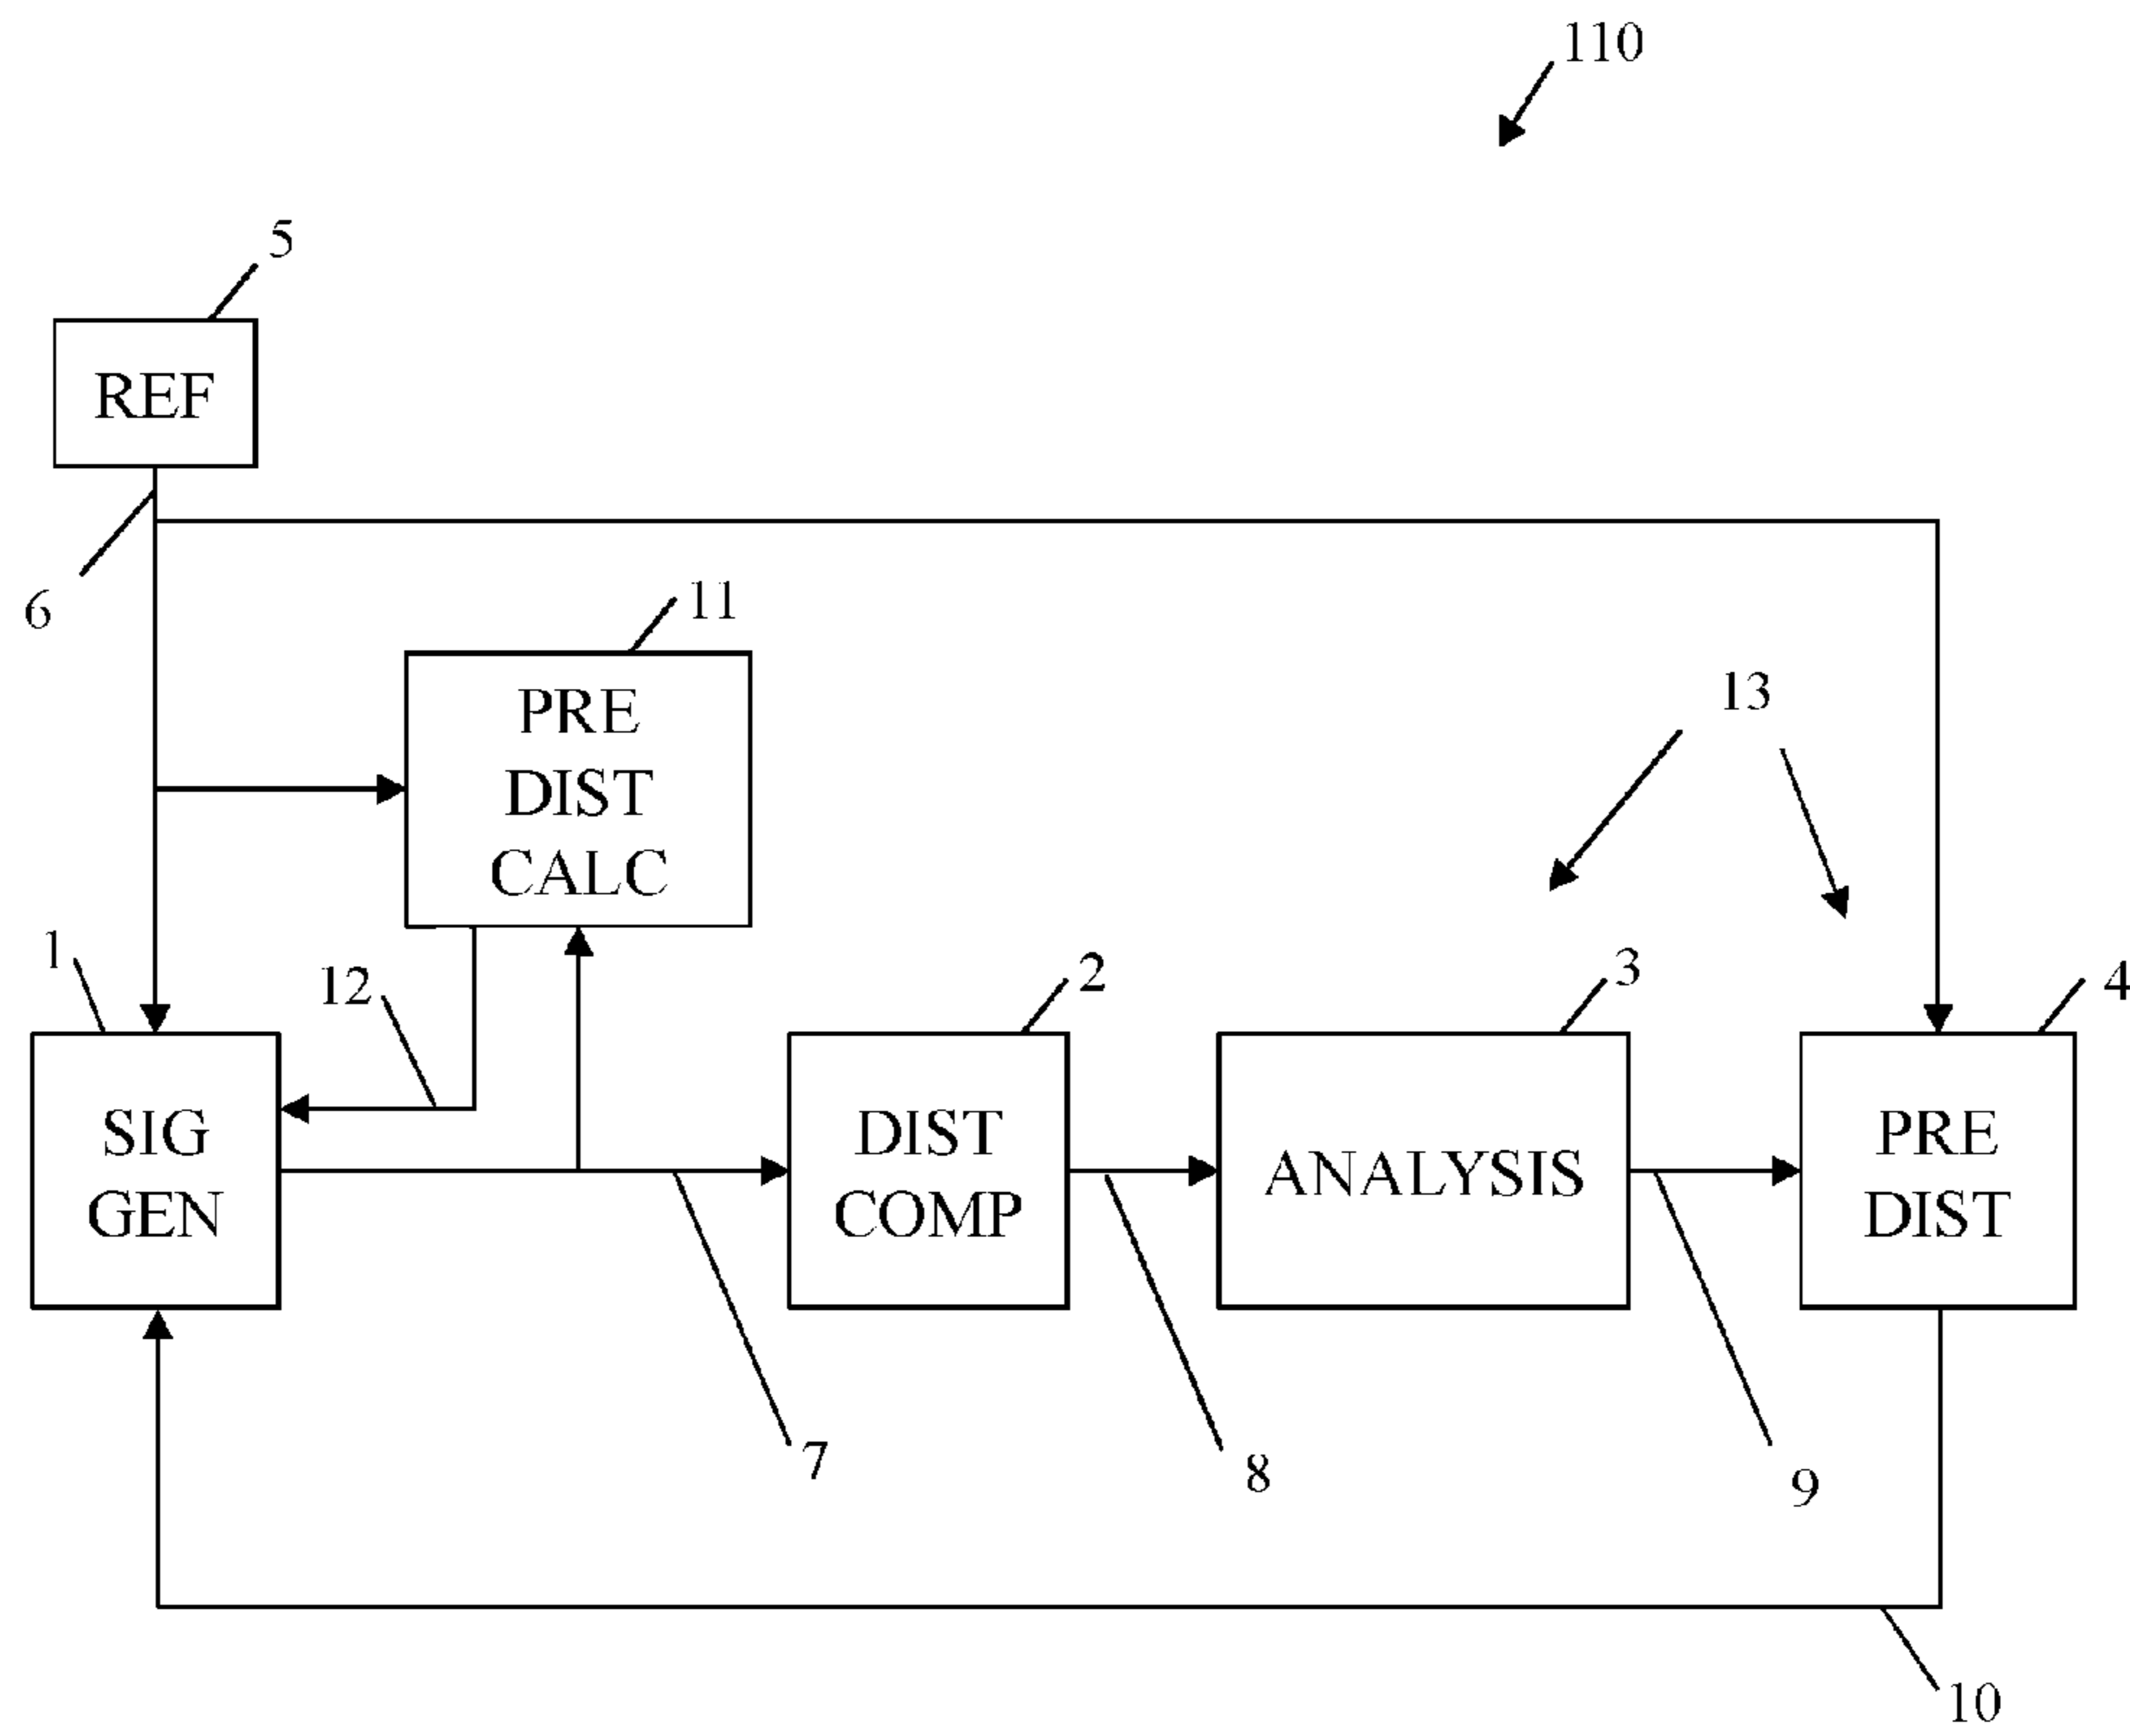 110
5
REF
6
11
PRE
DIST
CALC
13
1
12
2
3
4
SIG
GEN
DIST
COMP
ANALYSIS
PRE
DIST
7
8
9
10